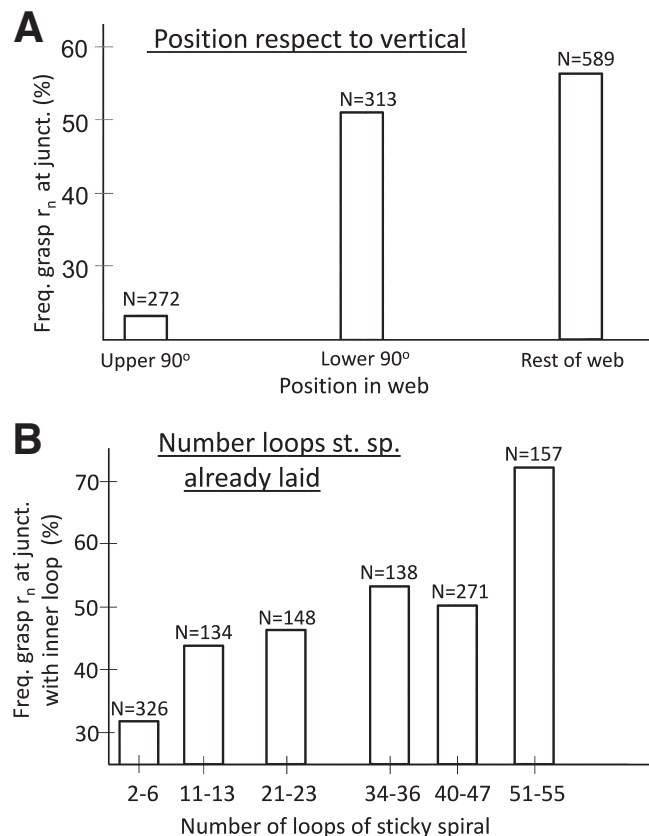 A
Position respect to vertical
Freq. grasp rn at junct. (%)
60
50
40
30
N=272
N=313
N=589
Upper 90º
Lower 90º
Rest of web
Position in web
B
Number loops st. sp.
already laid
Freq. grasp rn at junct.
with inner loop (%)
70
60
50
40
30
N=326
N=134
N=148
N=138
N=271
N=157
2-6
11-13
21-23
34-36
40-47
51-55
Number of loops of sticky spiral